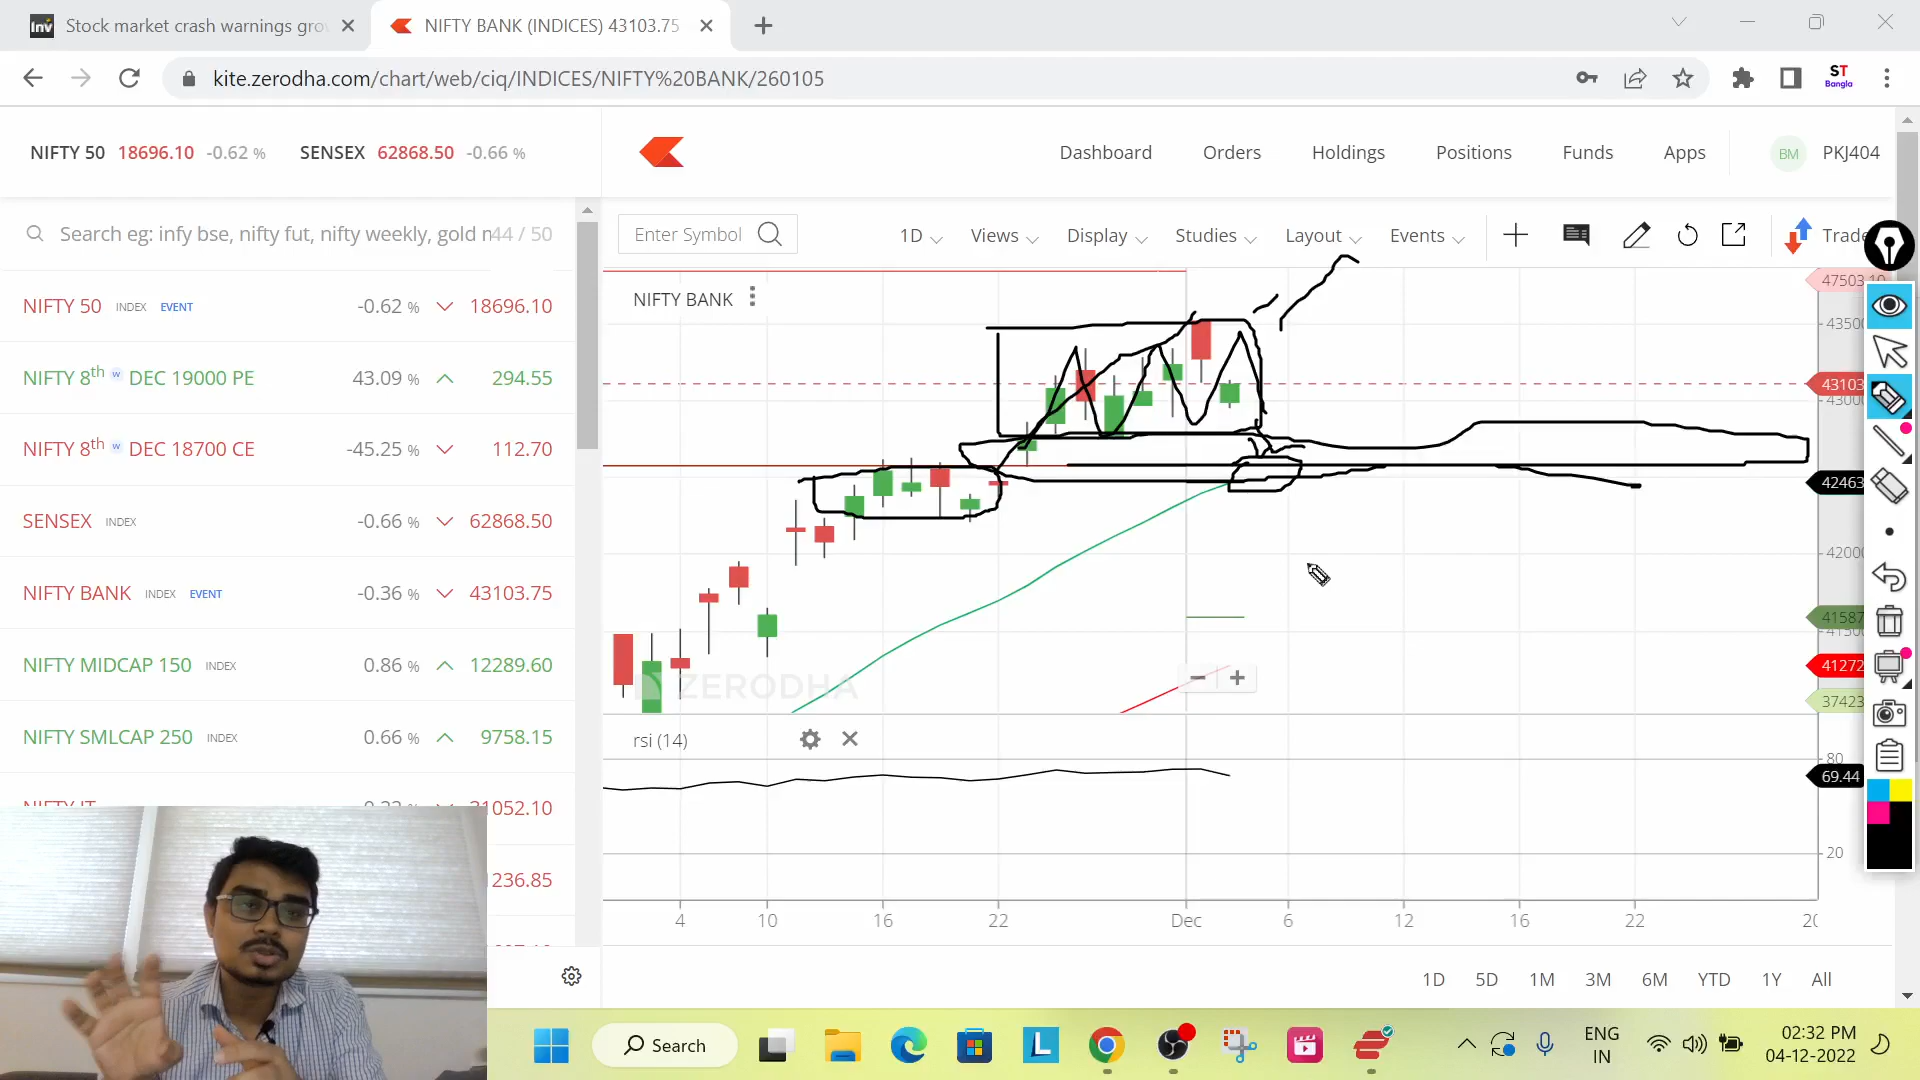 Stock market crash warnings gro
NIFTY BANK (INDICES) 43103.75
kite.zerodha.com/chart/web/ciq/INDICES/NIFTY%20BANK/260105
ST
Bangla
NIFTY 50 18696.10 -0.62 %
SENSEX 62868.50 -0.66 %
Dashboard
Orders
Holdings
Positions
Funds
Apps
BM
PKJ404
Search eg: infy bse, nifty fut, nifty weekly, gold m
44 / 50
Enter Symbol
1D
Views
Display
Studies
Layout
Events
Trade
NIFTY 50 INDEX EVENT -0.62 % 18696.10
NIFTY 8th w DEC 19000 PE 43.09 % 294.55
NIFTY 8th w DEC 18700 CE -45.25 % 112.70
SENSEX INDEX -0.66 % 62868.50
NIFTY BANK INDEX EVENT -0.36 % 43103.75
NIFTY MIDCAP 150 INDEX 0.86 % 12289.60
NIFTY SMLCAP 250 INDEX 0.66 % 9758.15
NIFTY BANK
47503.10
43500
43103
43000
42463
42000
41587
41500
41272
37423
ZERODHA
rsi (14)
80
69.44
20
4
10
16
22
Dec
6
12
16
22
1D
5D
1M
3M
6M
YTD
1Y
All
Search
ENG
IN
02:32 PM
04-12-2022